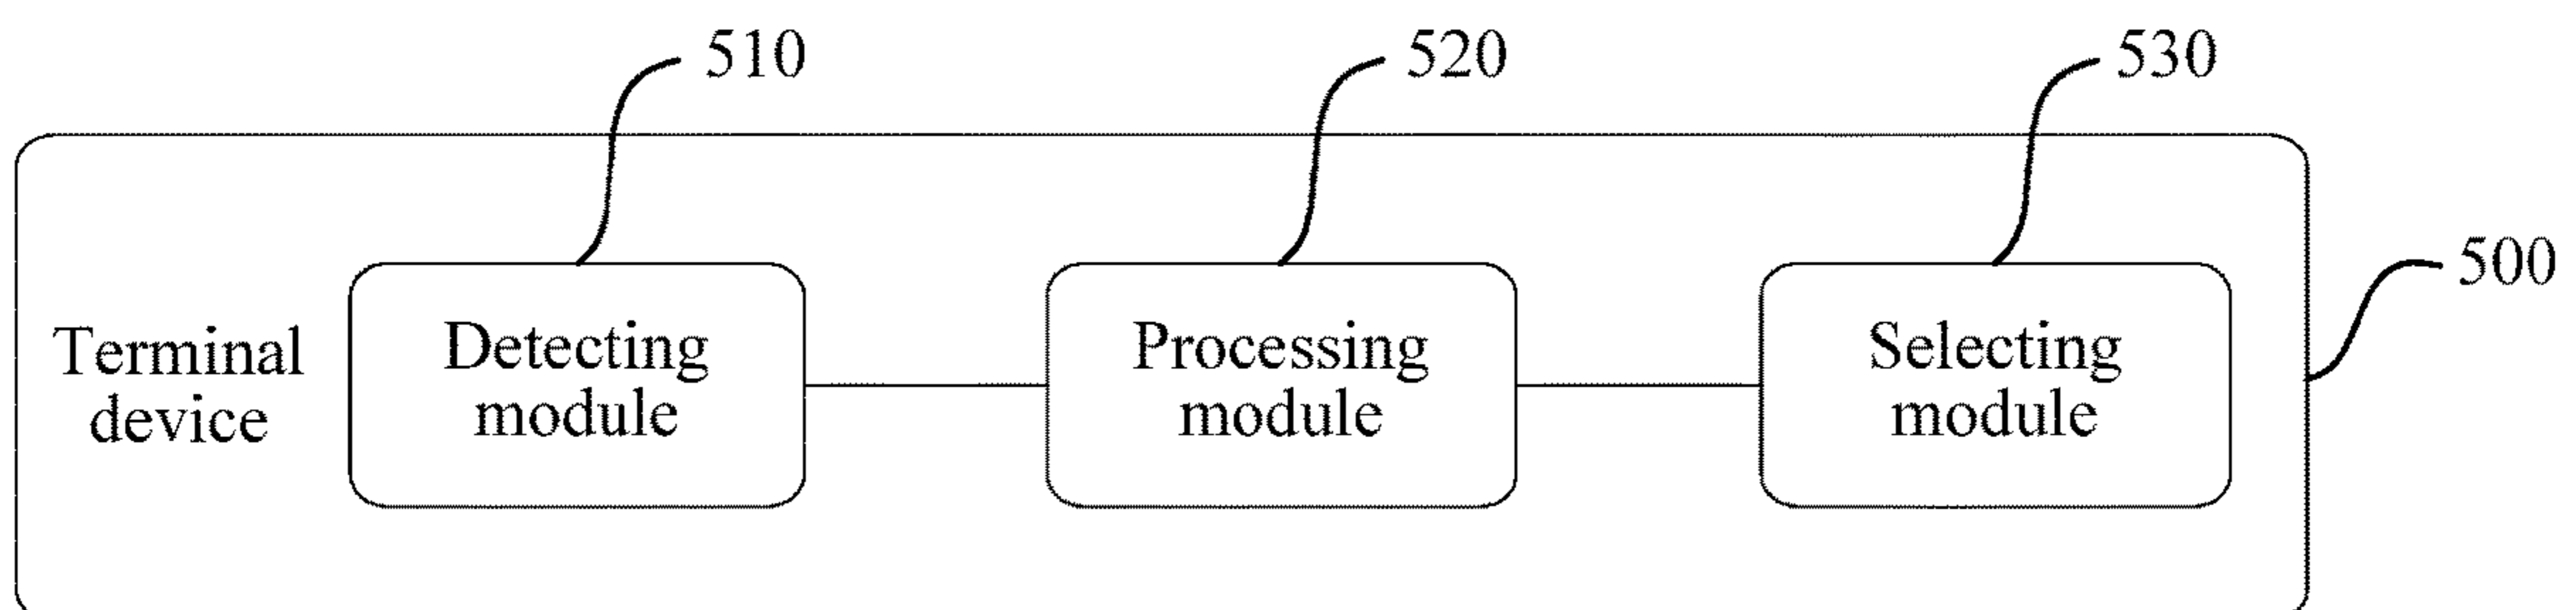 510
520
530
500
Terminal
device
Detecting
module
Processing
module
Selecting
module